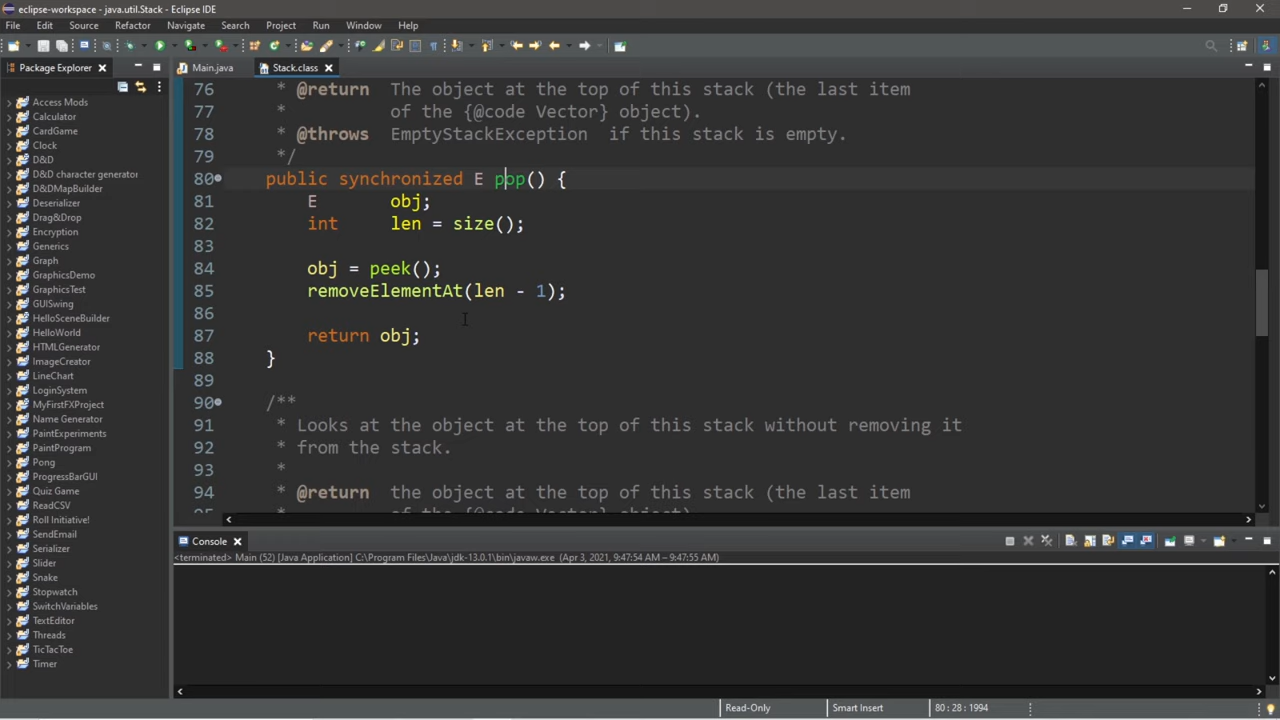 eclipse-workspace - java.util.Stack - Eclipse IDE
File Edit Source Refactor Navigate Search Project Run Window Help
Package Explorer
Main.java Stack.class
Access Mods
Calculator
CardGame
Clock
D&D
D&D character generator
D&DMapBuilder
Deserializer
Drag&Drop
Encryption
Generics
Graph
GraphicsDemo
GraphicsTest
GUISwing
HelloSceneBuilder
HelloWorld
HTMLGenerator
ImageCreator
LineChart
LoginSystem
MyFirstFXProject
Name Generator
PaintExperiments
PaintProgram
Pong
ProgressBarGUI
Quiz Game
ReadCSV
Roll Initiative!
SendEmail
Serializer
Slider
Snake
Stopwatch
SwitchVariables
TextEditor
Threads
TicTacToe
Timer
76 * @return The object at the top of this stack (the last item
77 * of the {@code Vector} object).
78 * @throws EmptyStackException if this stack is empty.
79 */
80 public synchronized E pop() {
81 E obj;
82 int len = size();
83
84 obj = peek();
85 removeElementAt(len - 1);
86
87 return obj;
88 }
89
90 /**
91 * Looks at the object at the top of this stack without removing it
92 * from the stack.
93 *
94 * @return the object at the top of this stack (the last item
95 * of the {@code Vector} object)
Console
<terminated> Main (52) [Java Application] C:\Program Files\Java\jdk-13.0.1\bin\javaw.exe (Apr 3, 2021, 9:47:54 AM – 9:47:55 AM)
Read-Only Smart Insert 80 : 28 : 1994